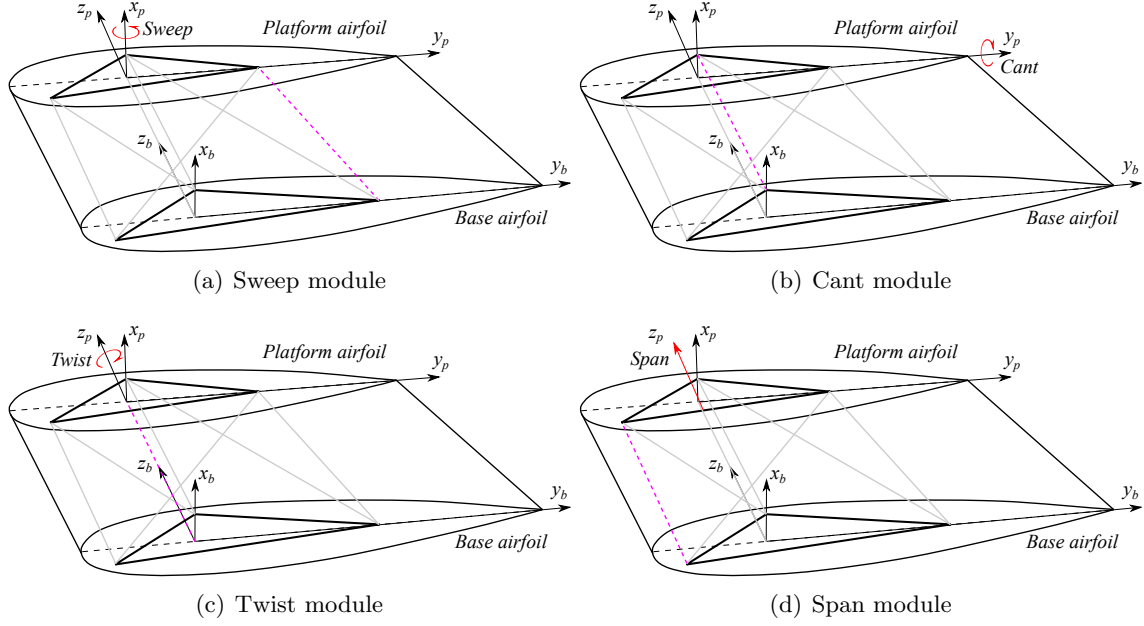 z_p x_p Sweep Platform airfoil y_p
z_b x_b y_b
Base airfoil
(a) Sweep module
z_p x_p Platform airfoil y_p
Cant
z_b x_b y_b
Base airfoil
(b) Cant module
z_p x_p Platform airfoil y_p
Twist
z_b x_b y_b
Base airfoil
(c) Twist module
z_p x_p Platform airfoil y_p
Span
z_b x_b y_b
Base airfoil
(d) Span module